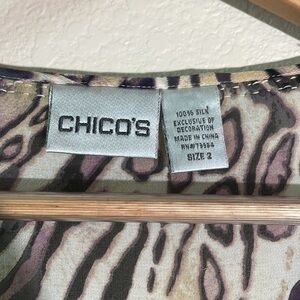 CHICO'S
100% SILK
EXCLUSIVE OF
DECORATION
MADE IN CHINA
RN#79984
SIZE 2